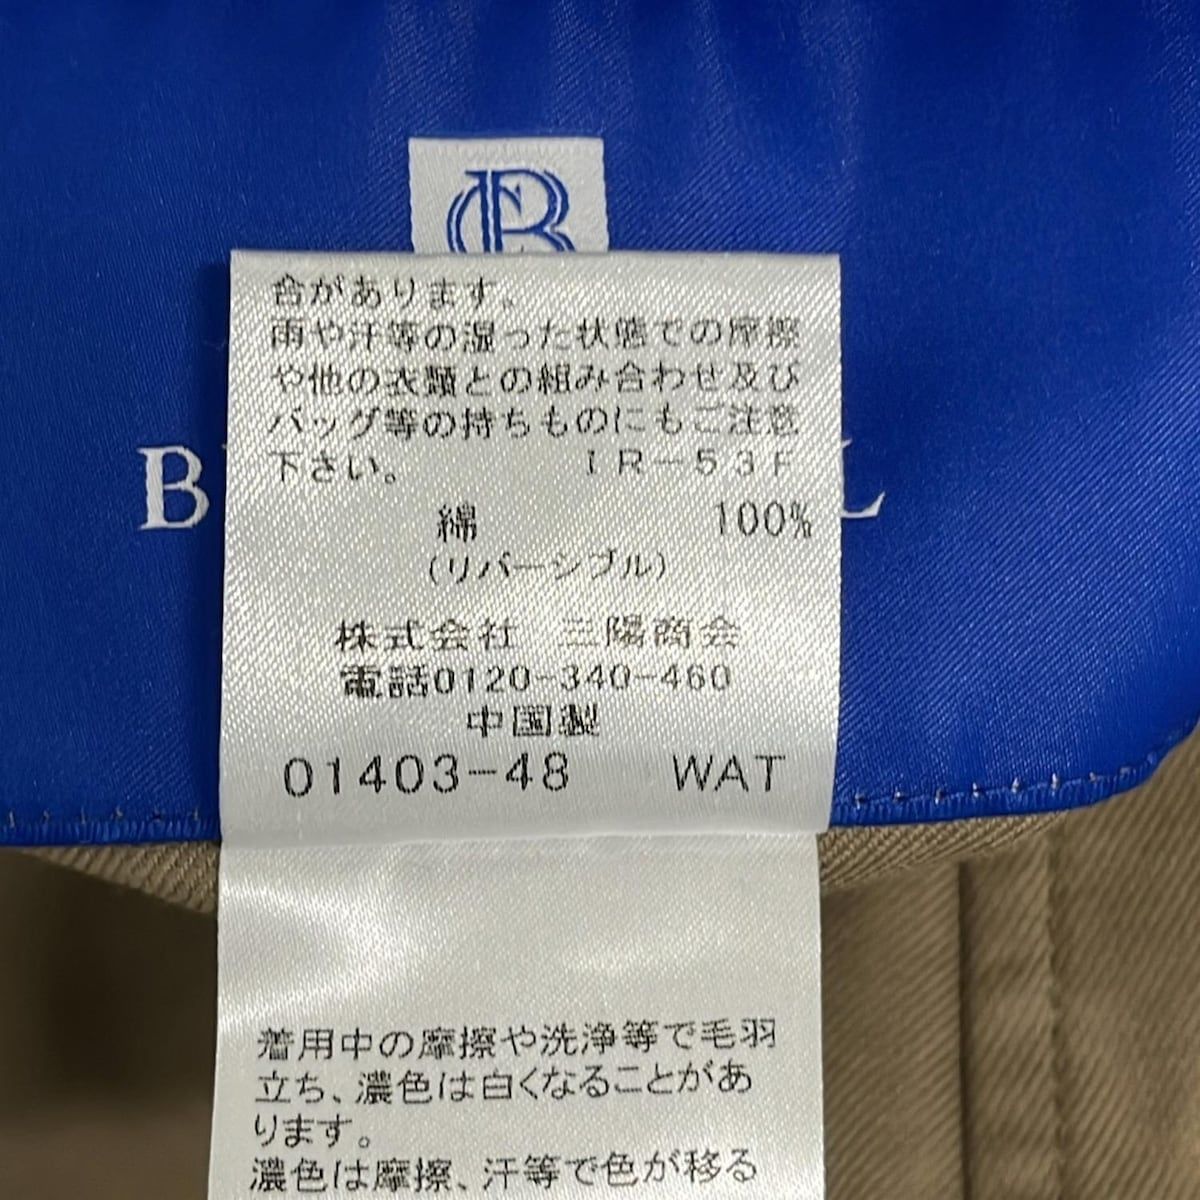 CB
合があります。
雨や汗等の湿った状態での摩擦
や他の衣類との組み合わせ及び
バッグ等の持ちものにもご注意
下さい。 IR-53F
B L
綿 100%
(リバーシブル)
株式会社 三陽商会
電話0120-340-460
中国製
01403-48 WAT
着用中の摩擦や洗浄等で毛羽
立ち、濃色は白くなることがあ
ります。
濃色は摩擦、汗等で色が移る